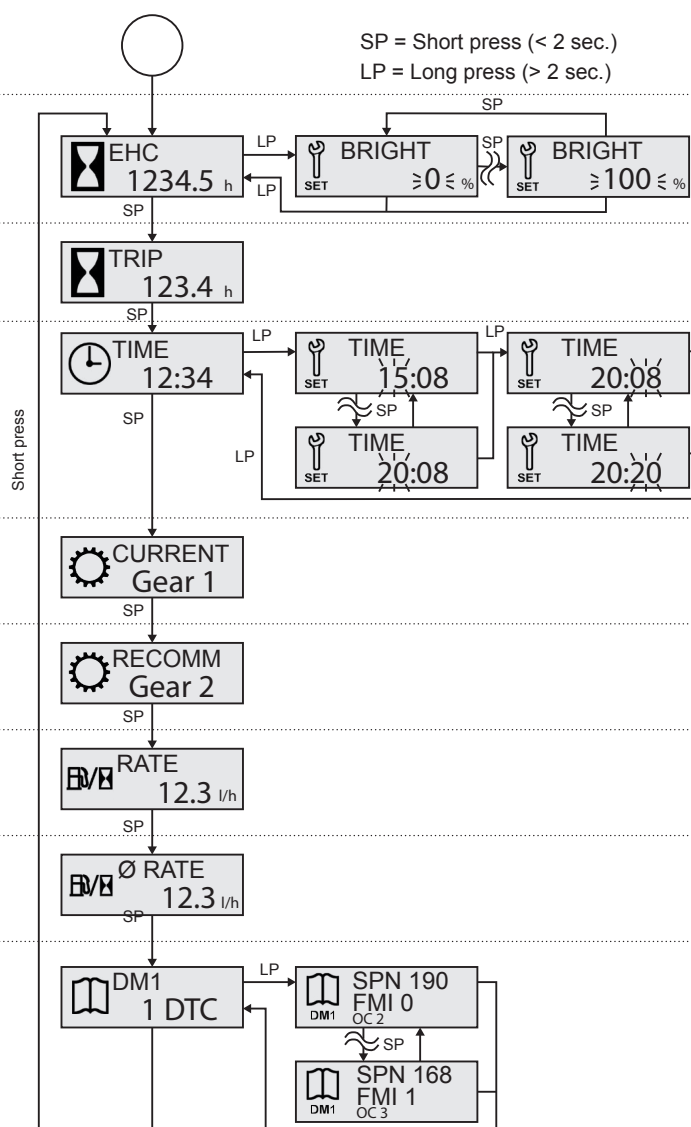 SP = Short press (< 2 sec.)
LP = Long press (> 2 sec.)
SP
EHC
1234.5 h
LP
LP
SET
BRIGHT
0 %
SP
SET
BRIGHT
100 %
SP
TRIP
123.4 h
SP
TIME
12:34
LP
SET
TIME
15:08
LP
SET
TIME
20:08
SP
SP
SP
Short press
LP
SET
TIME
20:08
SET
TIME
20:20
CURRENT
Gear 1
SP
RECOMM
Gear 2
SP
RATE
12.3 l/h
SP
Ø RATE
12.3 l/h
SP
DM1
1 DTC
LP
DM1
SPN 190
FMI 0
OC 2
SP
DM1
SPN 168
FMI 1
OC 3